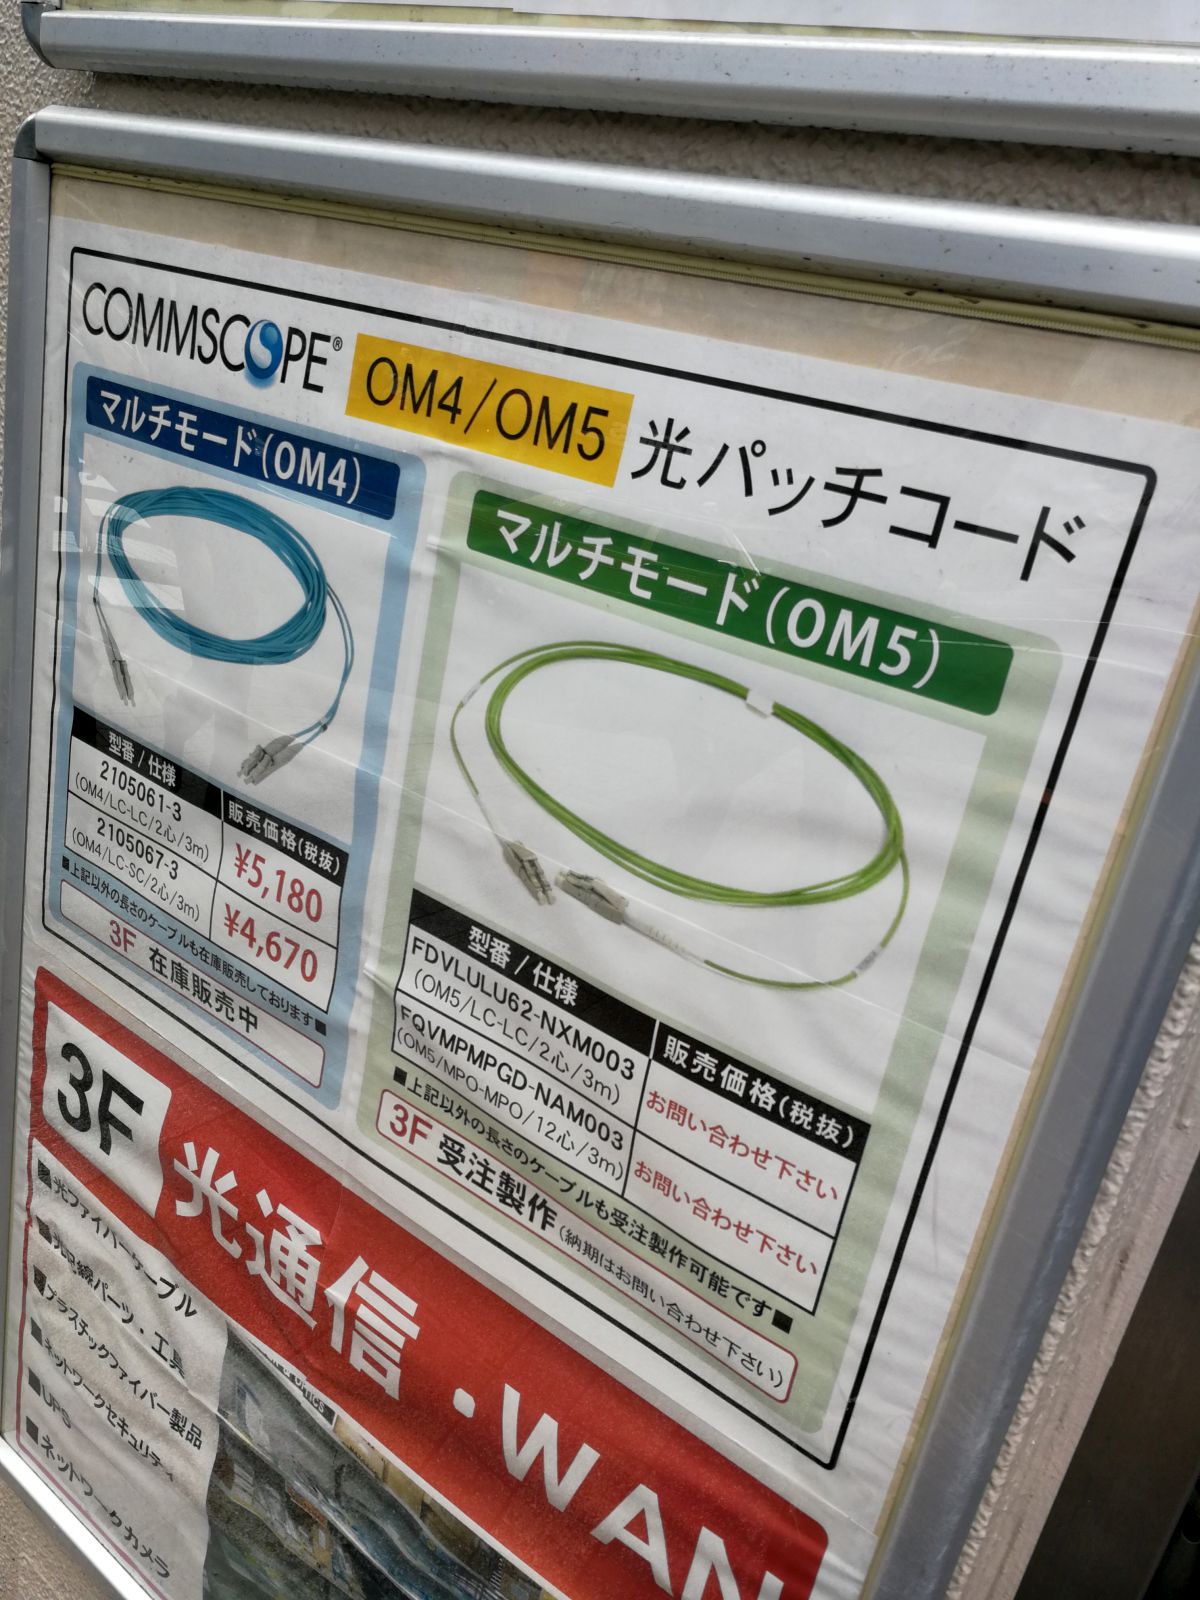 COMMSCOPE® OM4/OM5 光パッチコード
マルチモード(OM4)
型番/仕様 販売価格(税抜)
2105061-3
(OM4/LC-LC/2心/3m)
¥5,180
2105067-3
(OM4/LC-SC/2心/3m)
¥4,670
■上記以外の長さのケーブルも在庫販売しております■
3F 在庫販売中
マルチモード(OM5)
型番/仕様 販売価格(税抜)
FDVLULU62-NXM003
(OM5/LC-LC/2心/3m)
お問い合わせ下さい
FQVMPMPGD-NAM003
(OM5/MPO-MPO/12心/3m)
お問い合わせ下さい
■上記以外の長さのケーブルも受注製作可能です■
3F 受注製作(納期はお問い合わせ下さい)
3F 光通信・WAN
■光ファイバーケーブル
■光配線パーツ・工具
■プラスチックファイバー製品
■ネットワークセキュリティ
■UPS
■ネットワークカメラ